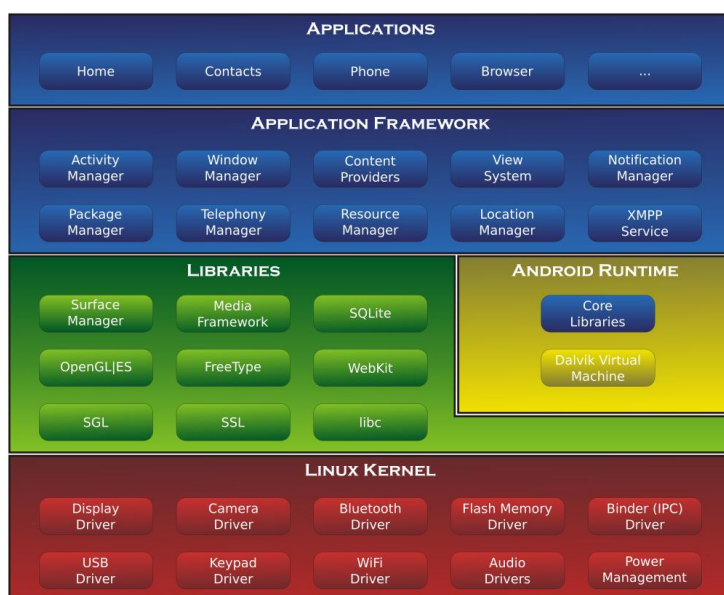 APPLICATIONS
Home
Contacts
Phone
Browser
...
APPLICATION FRAMEWORK
Activity
Manager
Window
Manager
Content
Providers
View
System
Notification
Manager
Package
Manager
Telephony
Manager
Resource
Manager
Location
Manager
XMPP
Service
LIBRARIES
Surface
Manager
Media
Framework
SQLite
OpenGL|ES
FreeType
WebKit
SGL
SSL
libc
ANDROID RUNTIME
Core
Libraries
Dalvik Virtual
Machine
LINUX KERNEL
Display
Driver
Camera
Driver
Bluetooth
Driver
Flash Memory
Driver
Binder (IPC)
Driver
USB
Driver
Keypad
Driver
WiFi
Driver
Audio
Drivers
Power
Management